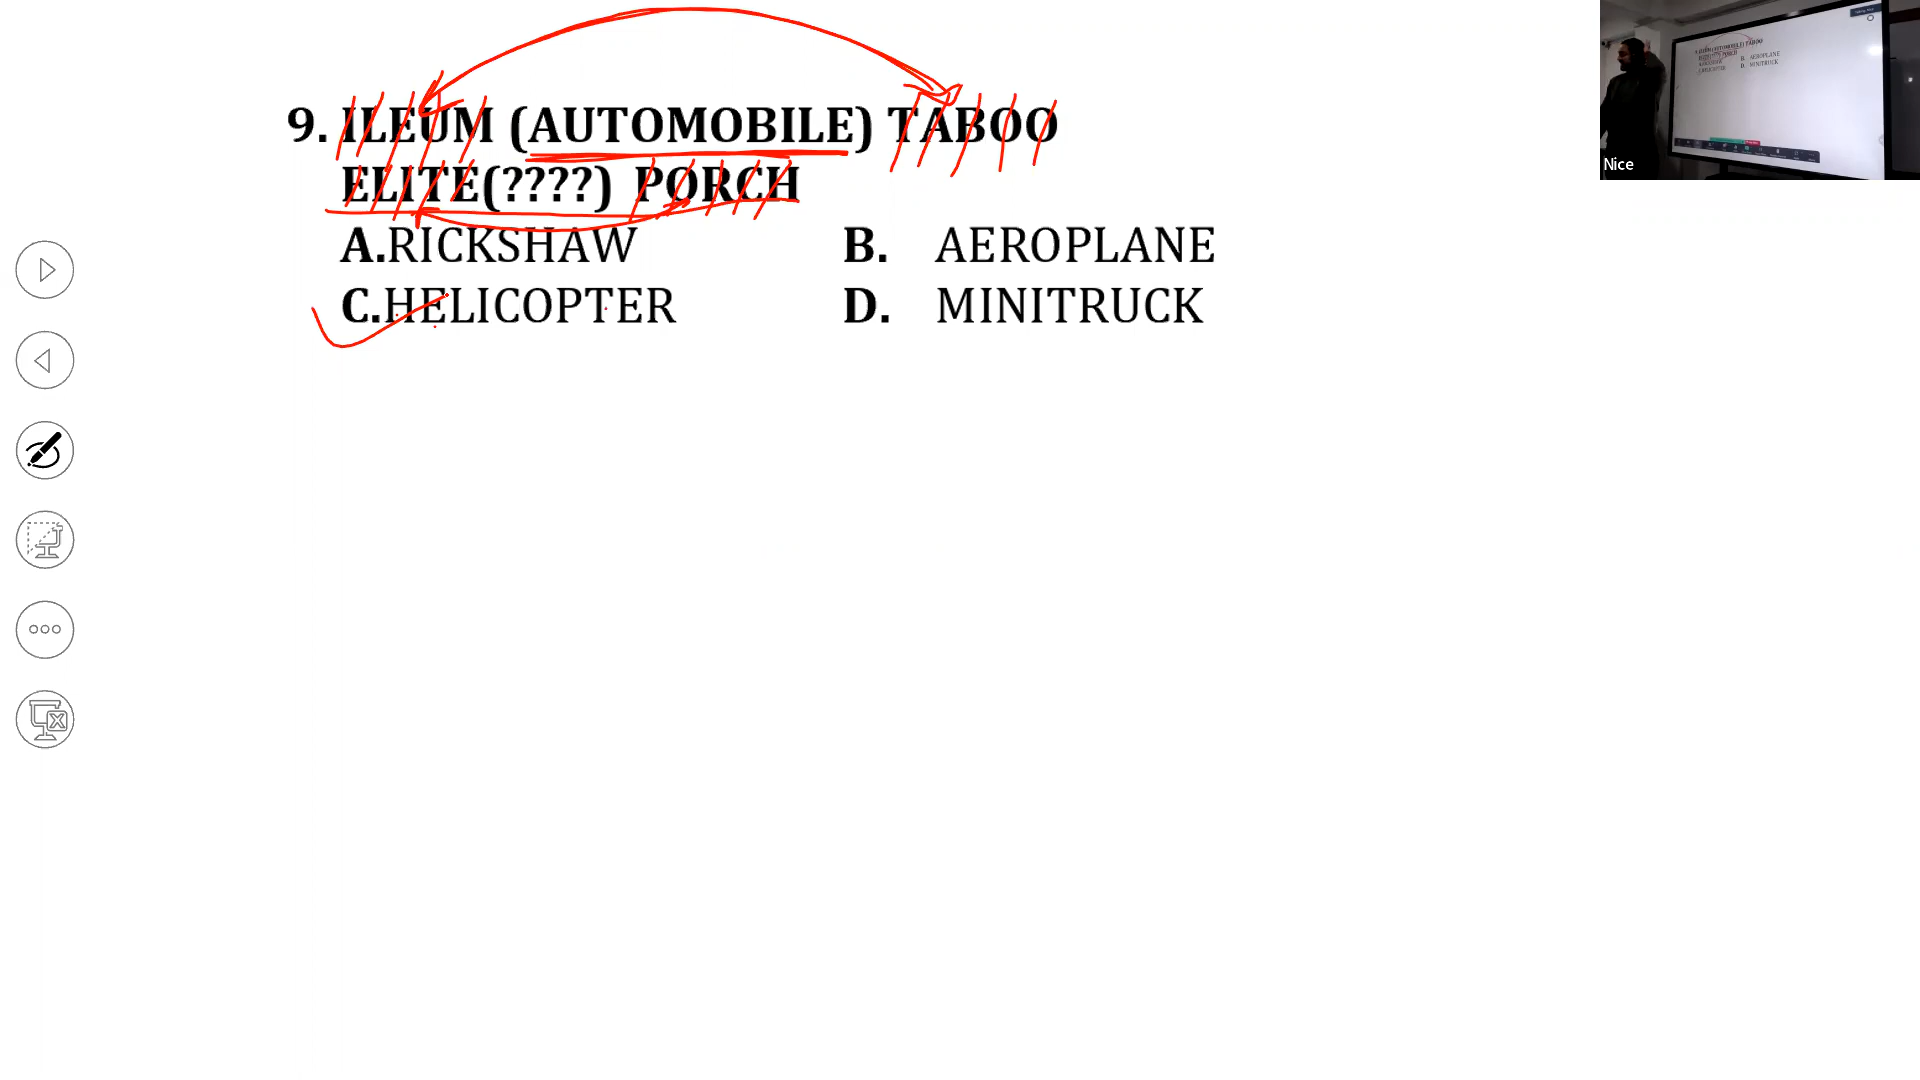 9. ILEUM (AUTOMOBILE) TABOO
ELITE(????) PORCH
A.RICKSHAW B. AEROPLANE
C.HELICOPTER D. MINITRUCK
Nice